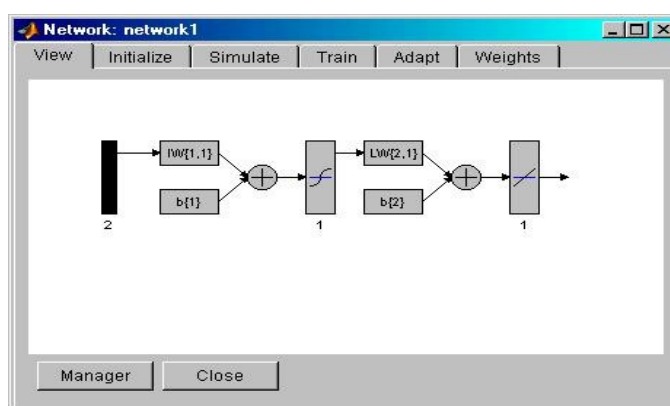 Network: network1
View Initialize Simulate Train Adapt Weights
IW{1,1} LW{2,1}
b{1} b{2}
2 1 1
Manager Close